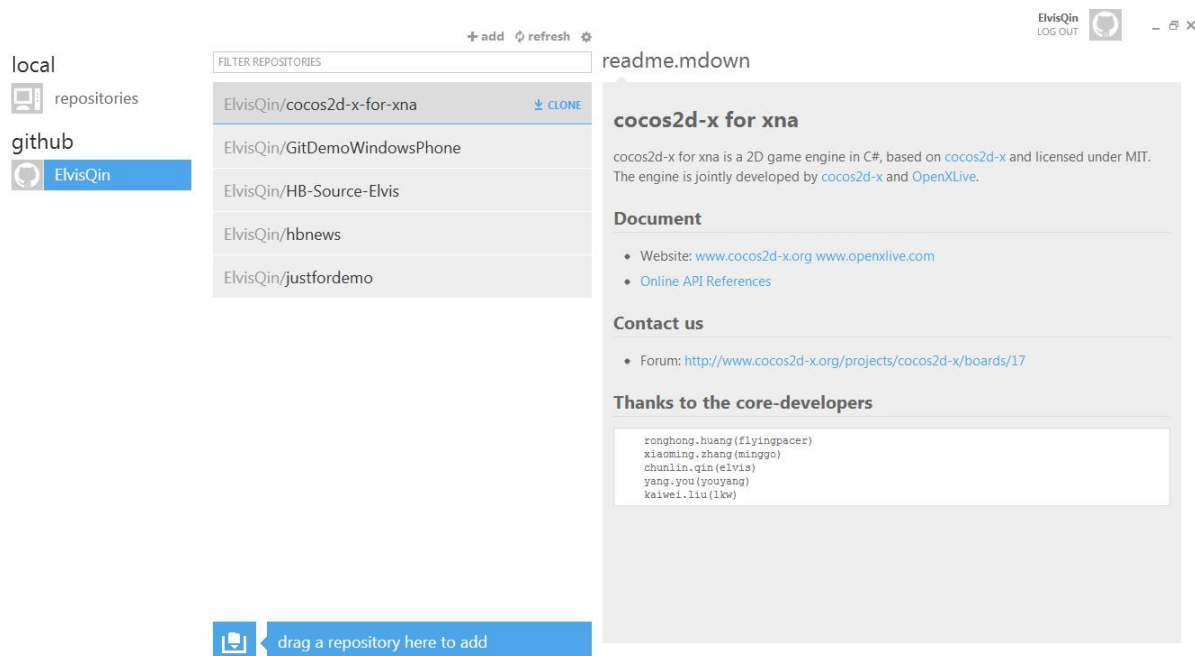 ElvisQin
LOG OUT
add refresh
local
repositories
github
ElvisQin
FILTER REPOSITORIES
ElvisQin/cocos2d-x-for-xna CLONE
ElvisQin/GitDemoWindowsPhone
ElvisQin/HB-Source-Elvis
ElvisQin/hbnews
ElvisQin/justfordemo
drag a repository here to add
readme.mdown
cocos2d-x for xna
cocos2d-x for xna is a 2D game engine in C#, based on cocos2d-x and licensed under MIT.
The engine is jointly developed by cocos2d-x and OpenXLive.
Document
• Website: www.cocos2d-x.org www.openxlive.com
• Online API References
Contact us
• Forum: http://www.cocos2d-x.org/projects/cocos2d-x/boards/17
Thanks to the core-developers
ronghong.huang(flyingpacer)
xiaoming.zhang(minggo)
chunlin.qin(elvis)
yang.you(youyang)
kaiwei.liu(lkw)